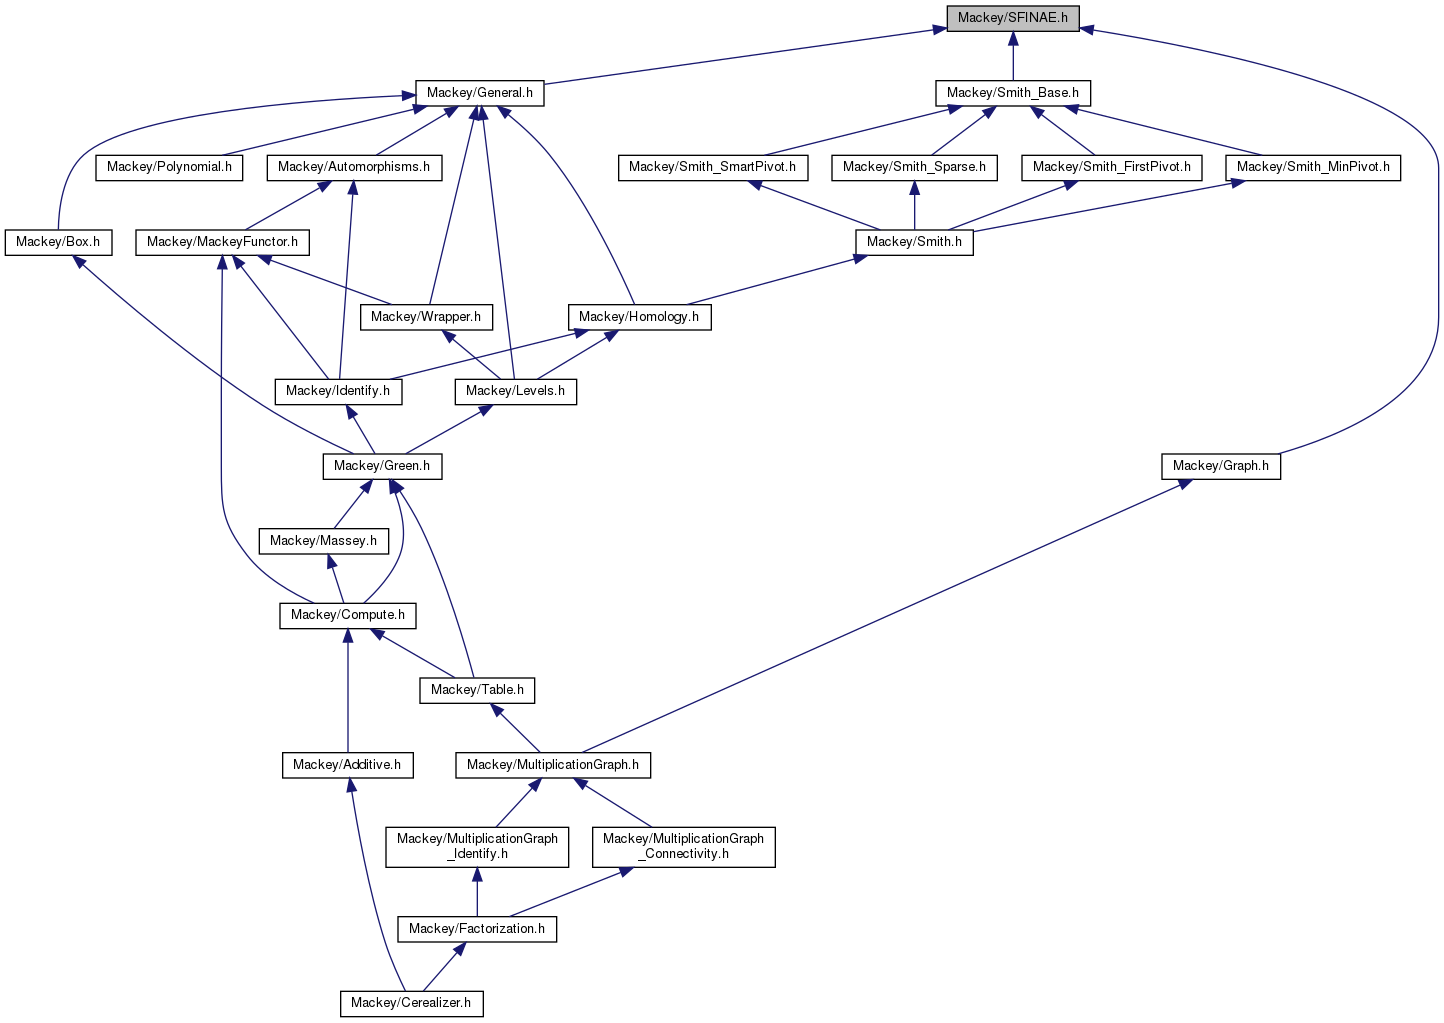 Mackey/SFINAE.h
Mackey/General.h
Mackey/Smith_Base.h
Mackey/Polynomial.h
Mackey/Automorphisms.h
Mackey/Smith_SmartPivot.h
Mackey/Smith_Sparse.h
Mackey/Smith_FirstPivot.h
Mackey/Smith_MinPivot.h
Mackey/Box.h
Mackey/MackeyFunctor.h
Mackey/Smith.h
Mackey/Wrapper.h
Mackey/Homology.h
Mackey/Identify.h
Mackey/Levels.h
Mackey/Green.h
Mackey/Graph.h
Mackey/Massey.h
Mackey/Compute.h
Mackey/Table.h
Mackey/Additive.h
Mackey/MultiplicationGraph.h
Mackey/MultiplicationGraph
_Identify.h
Mackey/MultiplicationGraph
_Connectivity.h
Mackey/Factorization.h
Mackey/Cerealizer.h